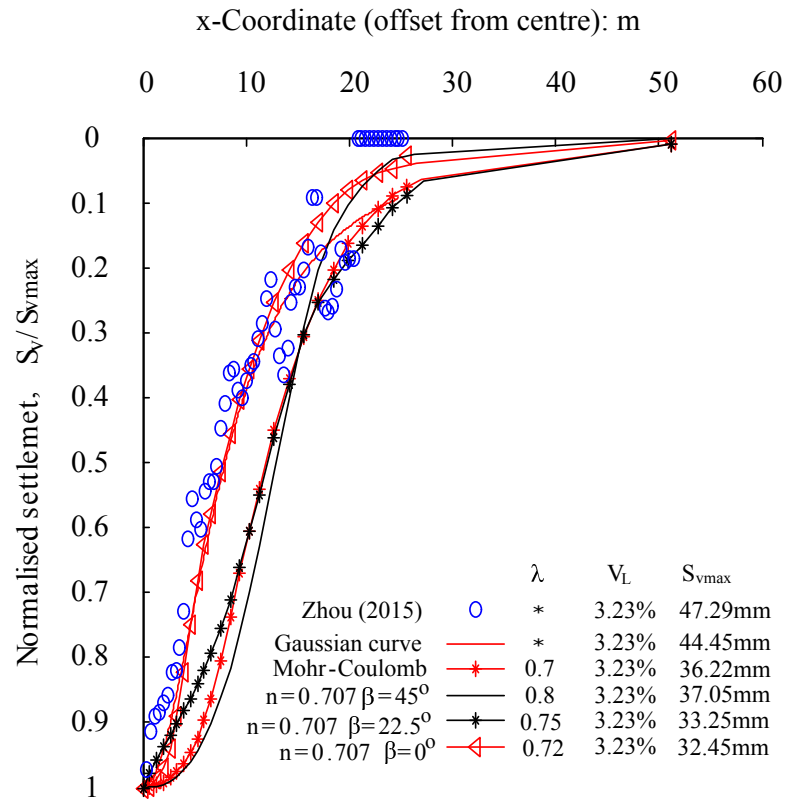 x-Coordinate (offset from centre): m
0 10 20 30 40 50 60
0
0.1
0.2
0.3
0.4
0.5
0.6
0.7
0.8
0.9
1
Normalised settlemet, Sv/Svmax
λ VL Svmax
Zhou (2015) * 3.23% 47.29mm
Gaussian curve * 3.23% 44.45mm
Mohr-Coulomb 0.7 3.23% 36.22mm
n=0.707 β=45° 0.8 3.23% 37.05mm
n=0.707 β=22.5° 0.75 3.23% 33.25mm
n=0.707 β=0° 0.72 3.23% 32.45mm